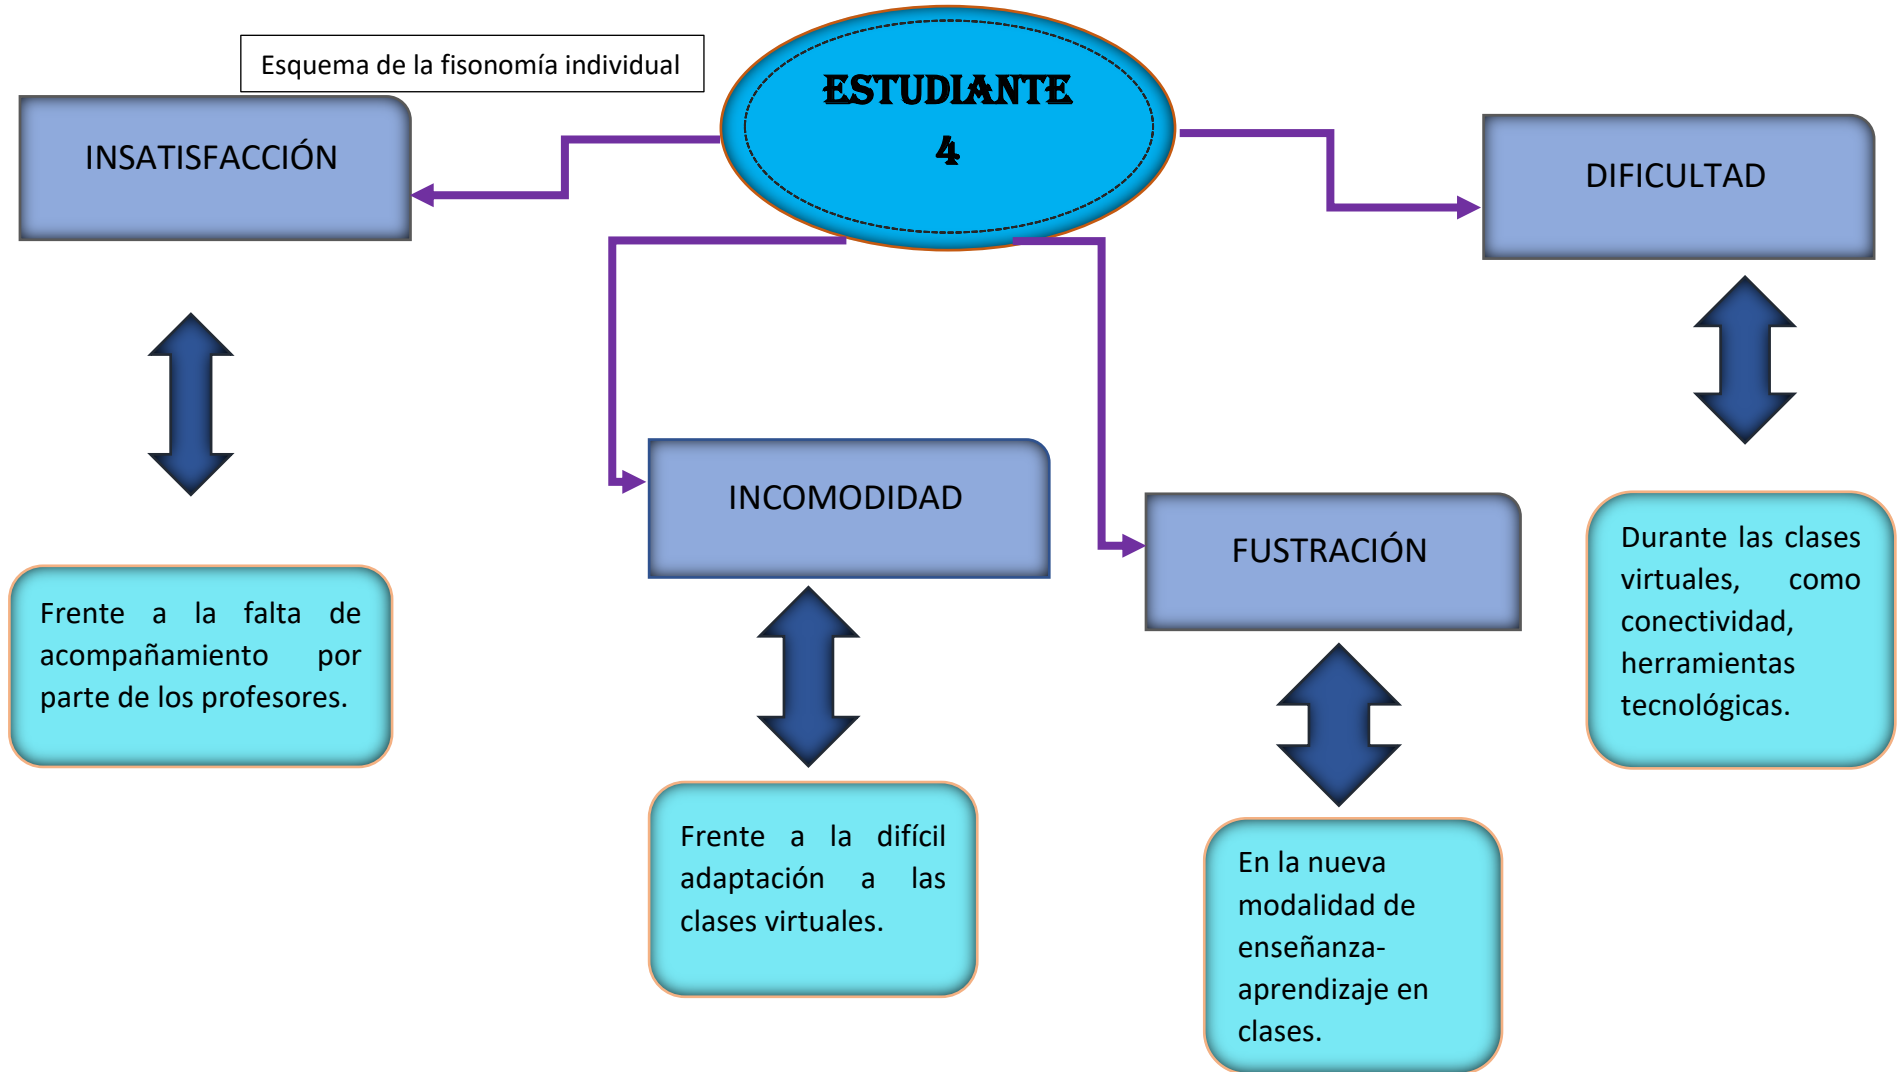 Esquema de la fisonomía individual
ESTUDIANTE
4
INSATISFACCIÓN
DIFICULTAD
INCOMODIDAD
FUSTRACIÓN
Frente a la falta de
acompañamiento por
parte de los profesores.
Frente a la difícil
adaptación a las
clases virtuales.
En la nueva
modalidad de
enseñanza-
aprendizaje en
clases.
Durante las clases
virtuales, como
conectividad,
herramientas
tecnológicas.